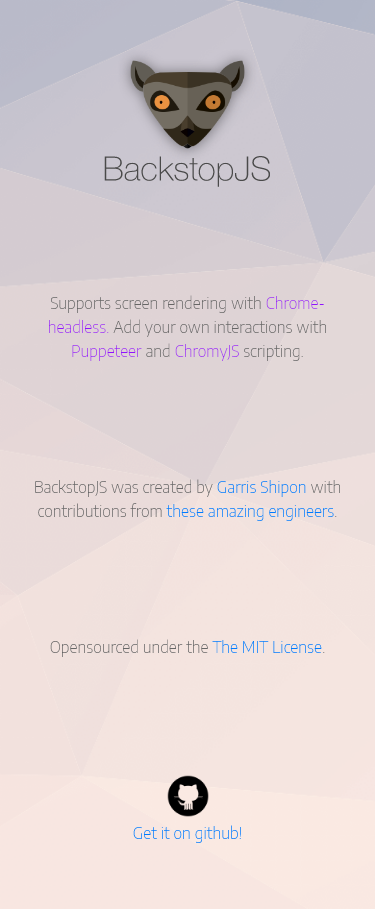 BackstopJS
Supports screen rendering with Chrome-
headless. Add your own interactions with
Puppeteer and ChromyJS scripting.
BackstopJS was created by Garris Shipon with
contributions from these amazing engineers.
Opensourced under the The MIT License.
Get it on github!